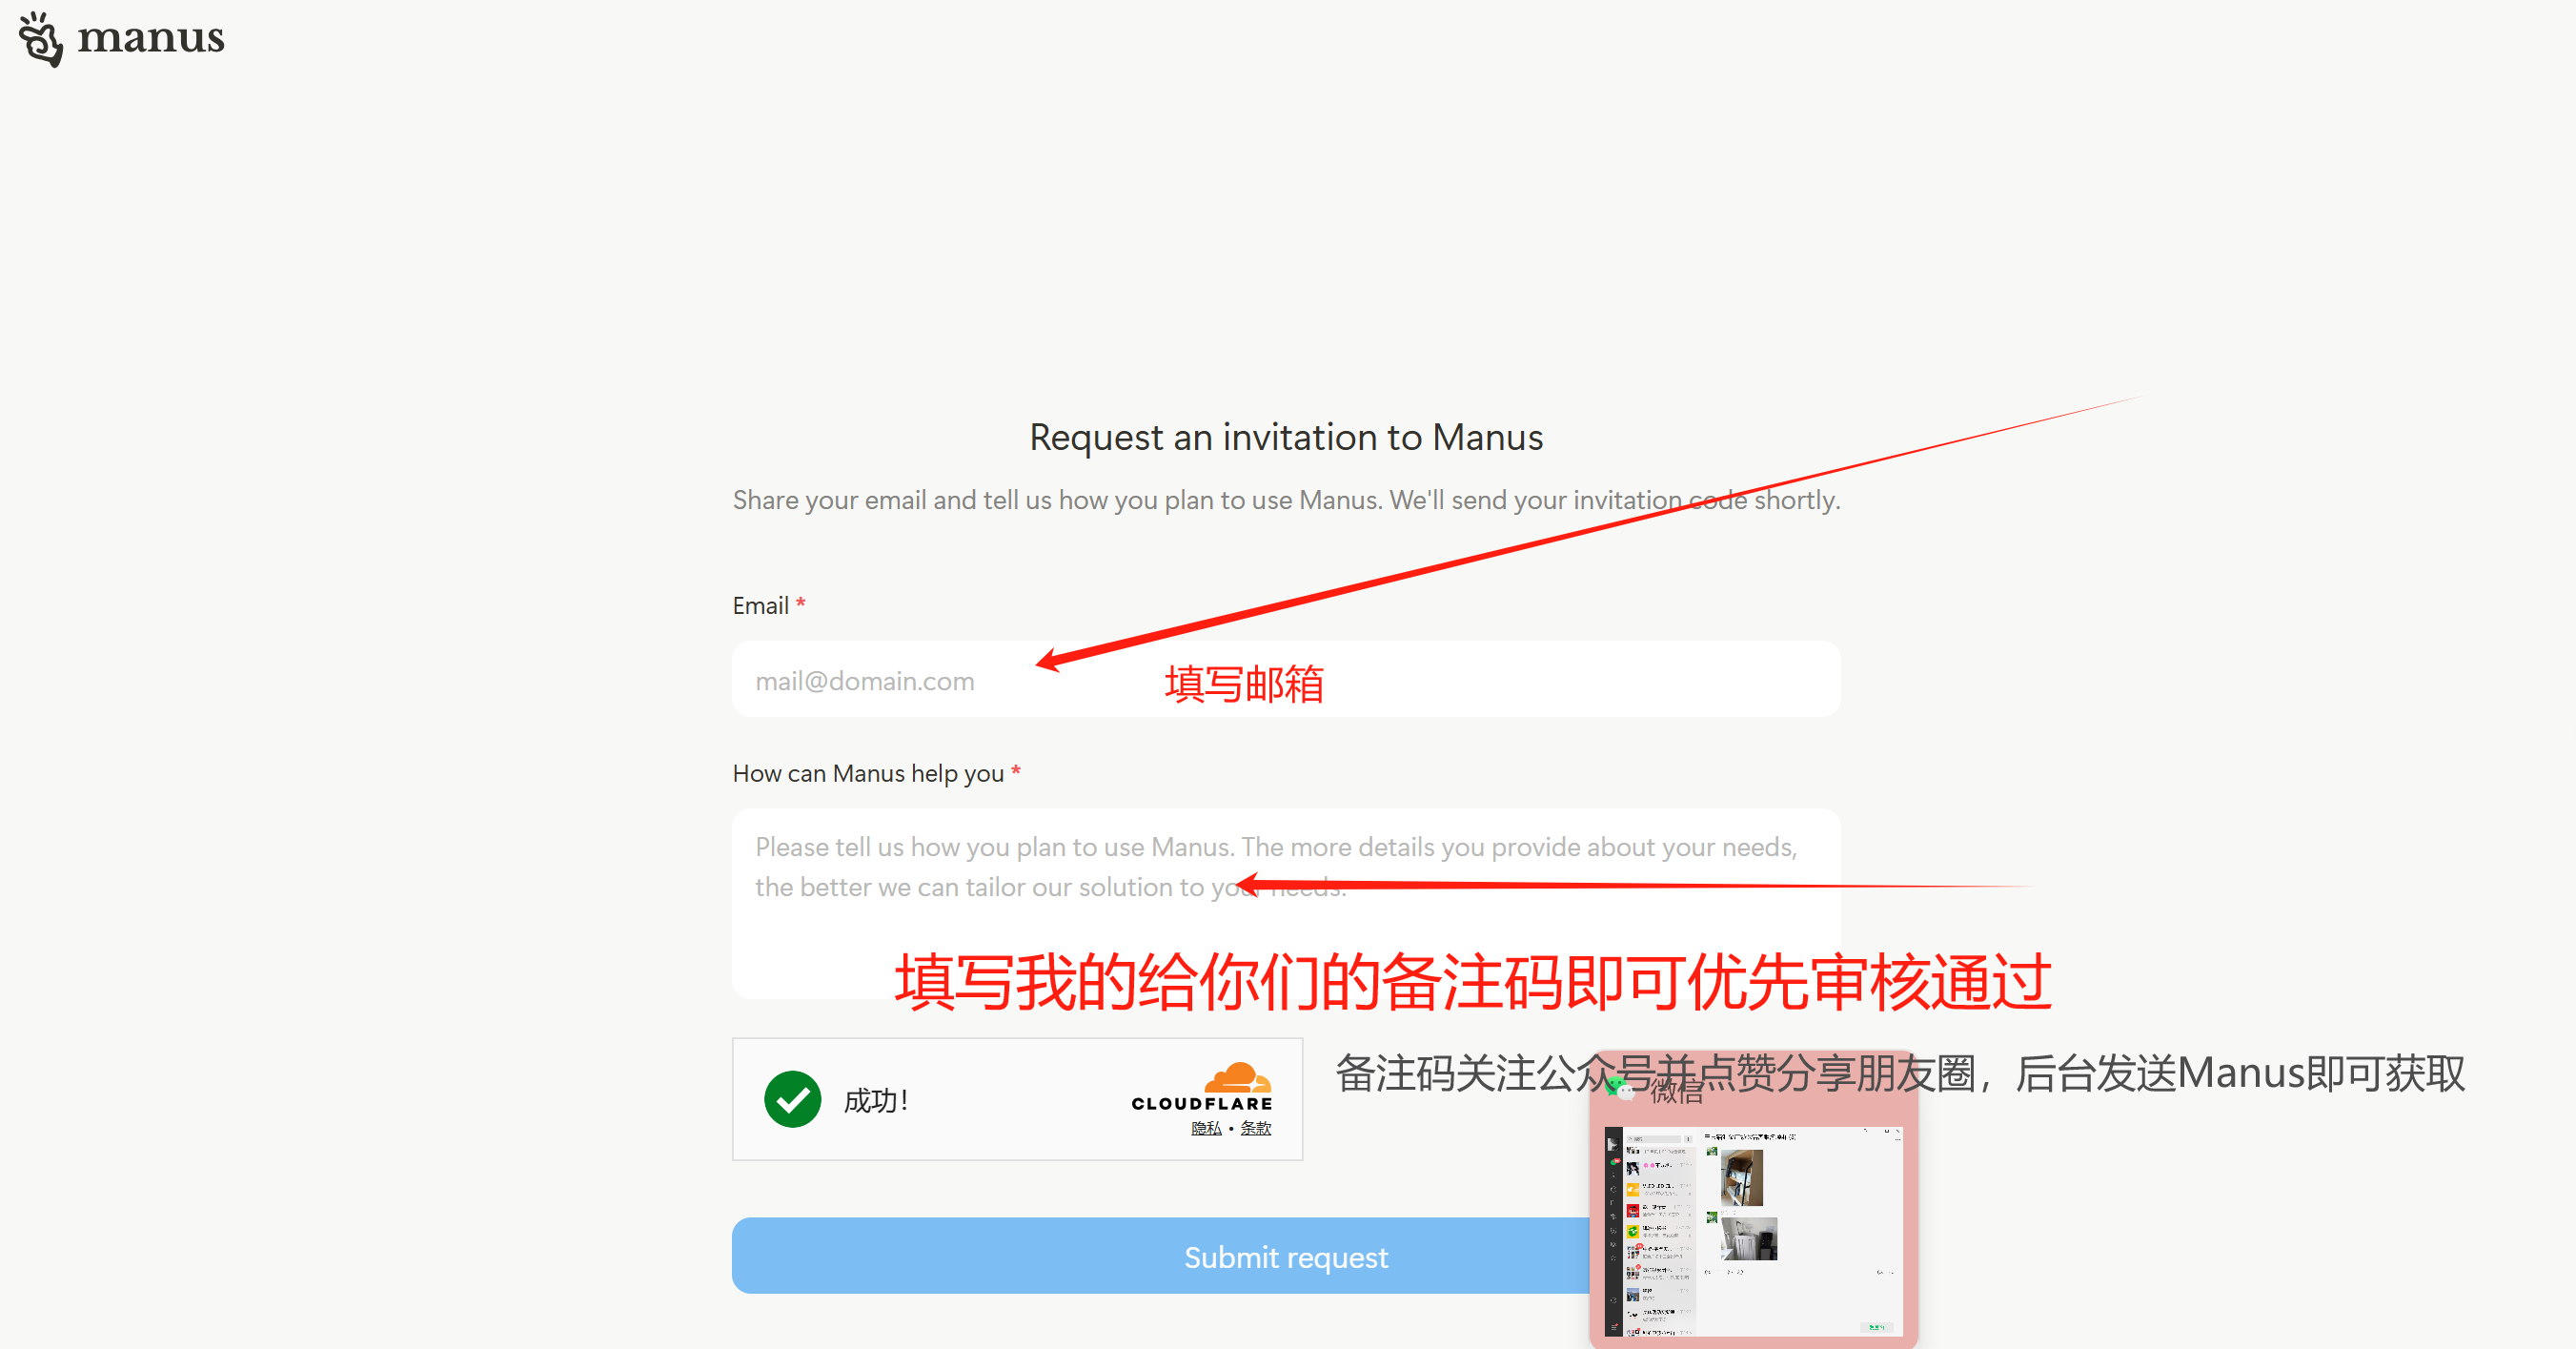 manus
Request an invitation to Manus
Share your email and tell us how you plan to use Manus. We'll send your invitation code shortly.
Email *
mail@domain.com
填写邮箱
How can Manus help you *
Please tell us how you plan to use Manus. The more details you provide about your needs,
the better we can tailor our solution to your needs.
填写我的给你们的备注码即可优先审核通过
备注码关注公众号并点赞分享朋友圈，后台发送Manus即可获取
微信
成功！
CLOUDFLARE
隐私 • 条款
Submit request